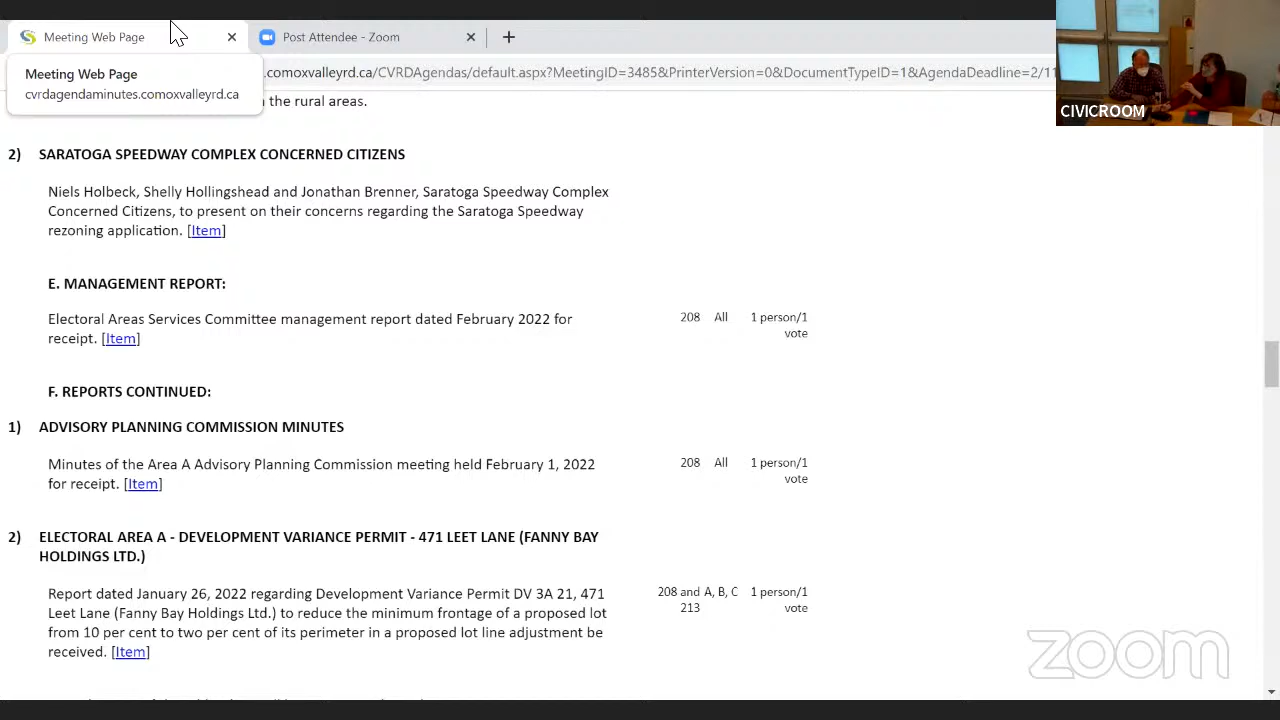 Meeting Web Page
Post Attendee - Zoom
Meeting Web Page
cvrdagendaminutes.comoxvalleyrd.ca
.comoxvalleyrd.ca/CVRDAgendas/default.aspx?MeetingID=3485&PrinterVersion=0&DocumentTypeID=1&AgendaDeadline=2/11
CIVICROOM
the rural areas.
2) SARATOGA SPEEDWAY COMPLEX CONCERNED CITIZENS
Niels Holbeck, Shelly Hollingshead and Jonathan Brenner, Saratoga Speedway Complex
Concerned Citizens, to present on their concerns regarding the Saratoga Speedway
rezoning application. [Item]
E. MANAGEMENT REPORT:
Electoral Areas Services Committee management report dated February 2022 for 208 All 1 person/1
receipt. [Item] vote
F. REPORTS CONTINUED:
1) ADVISORY PLANNING COMMISSION MINUTES
Minutes of the Area A Advisory Planning Commission meeting held February 1, 2022 208 All 1 person/1
for receipt. [Item] vote
2) ELECTORAL AREA A - DEVELOPMENT VARIANCE PERMIT - 471 LEET LANE (FANNY BAY
HOLDINGS LTD.)
Report dated January 26, 2022 regarding Development Variance Permit DV 3A 21, 471 208 and A, B, C 1 person/1
Leet Lane (Fanny Bay Holdings Ltd.) to reduce the minimum frontage of a proposed lot 213 vote
from 10 per cent to two per cent of its perimeter in a proposed lot line adjustment be
received. [Item]
zoom